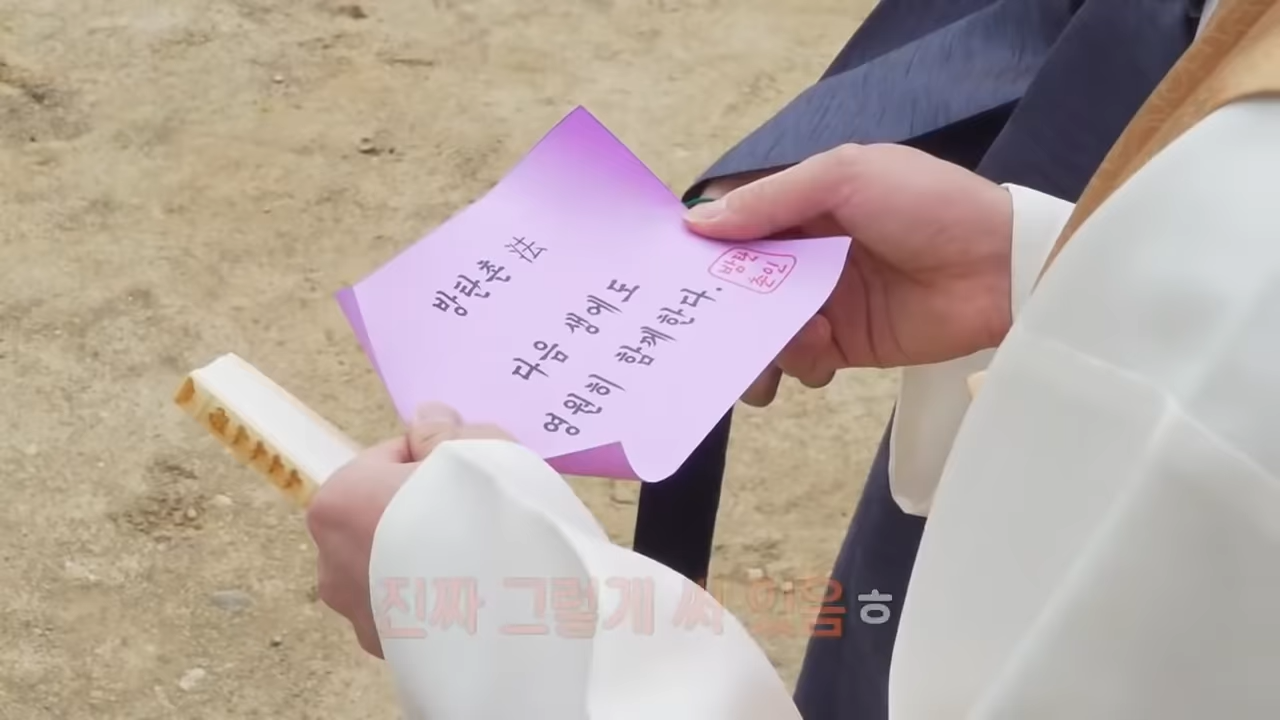 방탄촌 法
다음 생에도
영원히 함께한다.
방탄
촌인
진짜 그렇게 써 있음ㅎ